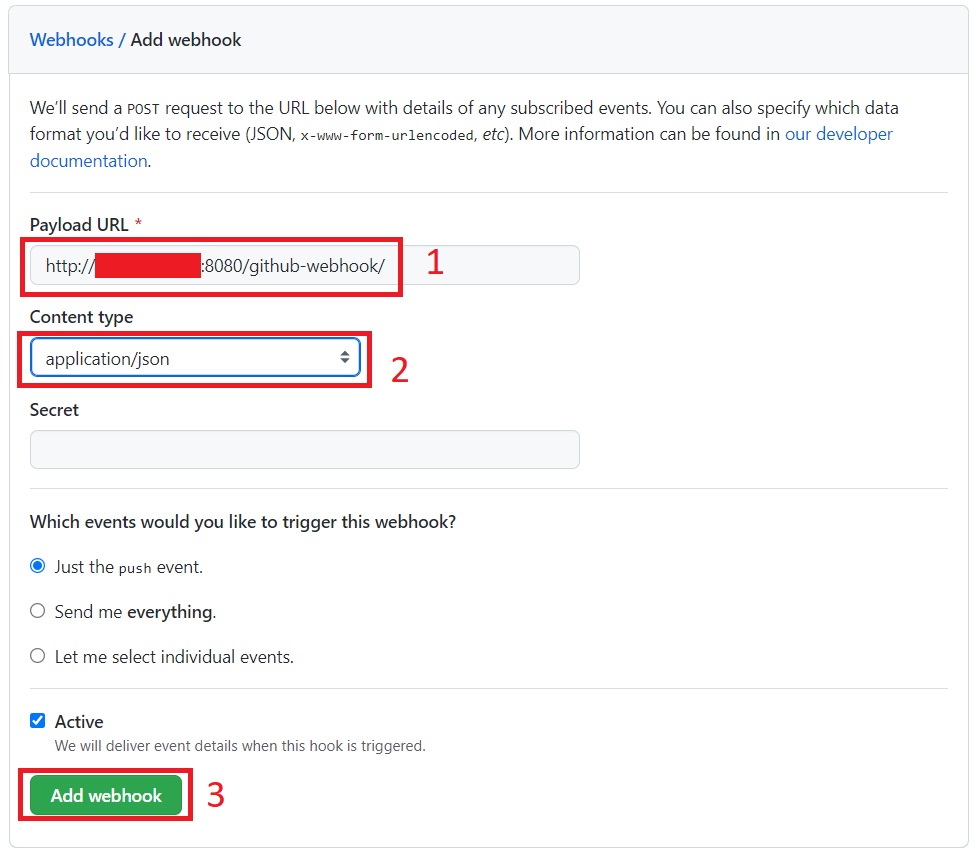 Webhooks / Add webhook
We’ll send a POST request to the URL below with details of any subscribed events. You can also specify which data
format you’d like to receive (JSON, x-www-form-urlencoded, etc). More information can be found in our developer
documentation.
Payload URL *
http:// :8080/github-webhook/ 1
Content type
application/json 2
Secret
Which events would you like to trigger this webhook?
Just the push event.
Send me everything.
Let me select individual events.
Active
We will deliver event details when this hook is triggered.
Add webhook 3